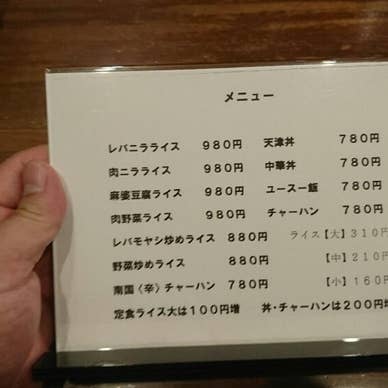 メニュー
レバニラライス 980円 天津丼 780円
肉ニラライス 980円 中華丼 780円
麻婆豆腐ライス 980円 ユースー飯 780円
肉野菜ライス 980円 チャーハン 780円
レバモヤシ炒めライス 880円 ライス【大】310円
野菜炒めライス 880円 【中】210円
南国〈辛〉チャーハン 780円 【小】160円
定食ライス大は100円増 丼・チャーハンは200円増